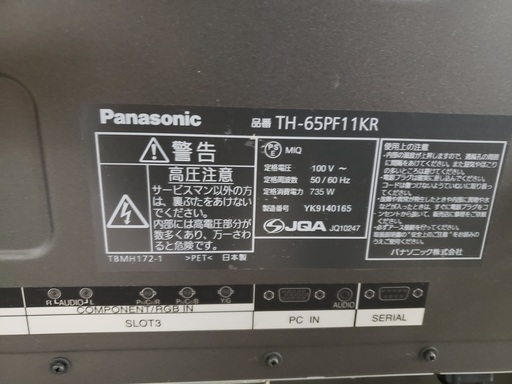 Panasonic
品番 TH-65PF11KR
警告
高圧注意
サービスマン以外の方
は、裏ぶたをあけない
でください。
内部には高電圧部分が
数多くあり、万一さわ
ると危険です。
TBMH172-1 >PET< 日本製
PS E MIQ
定格電圧 100 V~
定格周波数 50 / 60 Hz
定格消費電力 735 W
製造番号 YK9140165
JQA JQ10247
使用上の注意
パナソニック株式会社
R AUDIO L
COMPONENT/RGB IN
SLOT3
PC IN
AUDIO
SERIAL